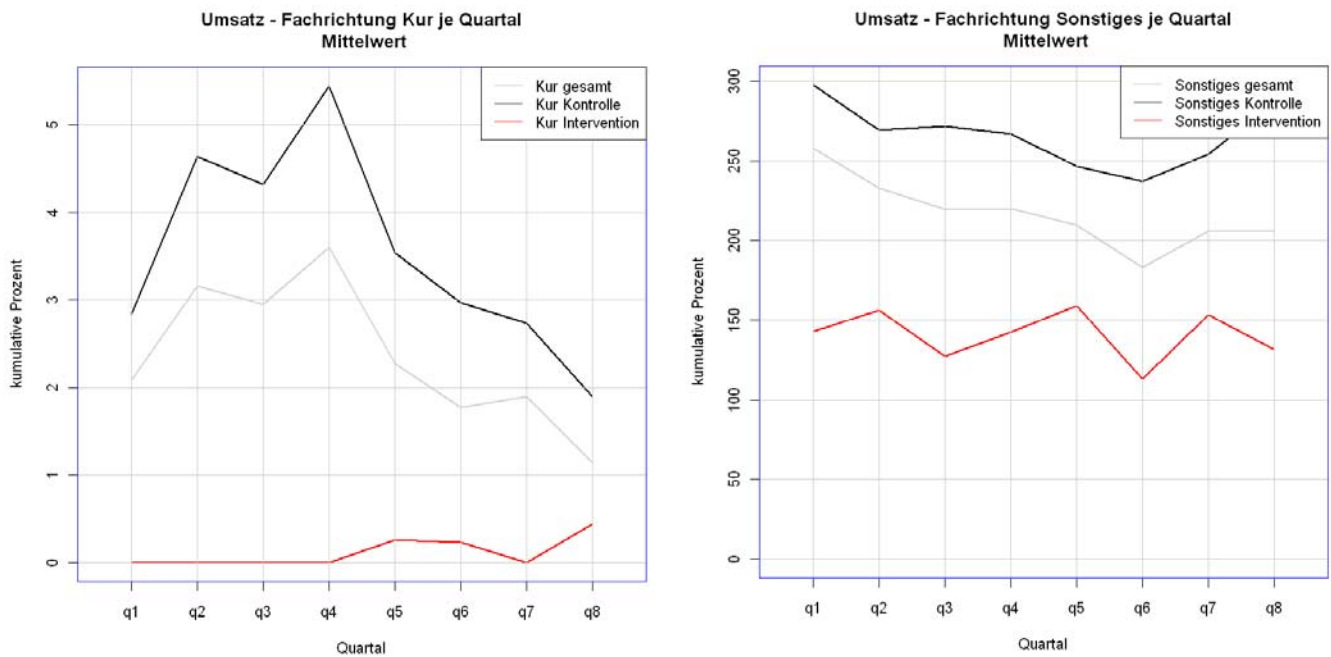 Umsatz - Fachrichtung Kur je Quartal
Mittelwert
Kur gesamt
Kur Kontrolle
Kur Intervention
kumulative Prozent
5
4
3
2
1
0
q1 q2 q3 q4 q5 q6 q7 q8
Quartal
Umsatz - Fachrichtung Sonstiges je Quartal
Mittelwert
Sonstiges gesamt
Sonstiges Kontrolle
Sonstiges Intervention
kumulative Prozent
300
250
200
150
100
50
0
q1 q2 q3 q4 q5 q6 q7 q8
Quartal